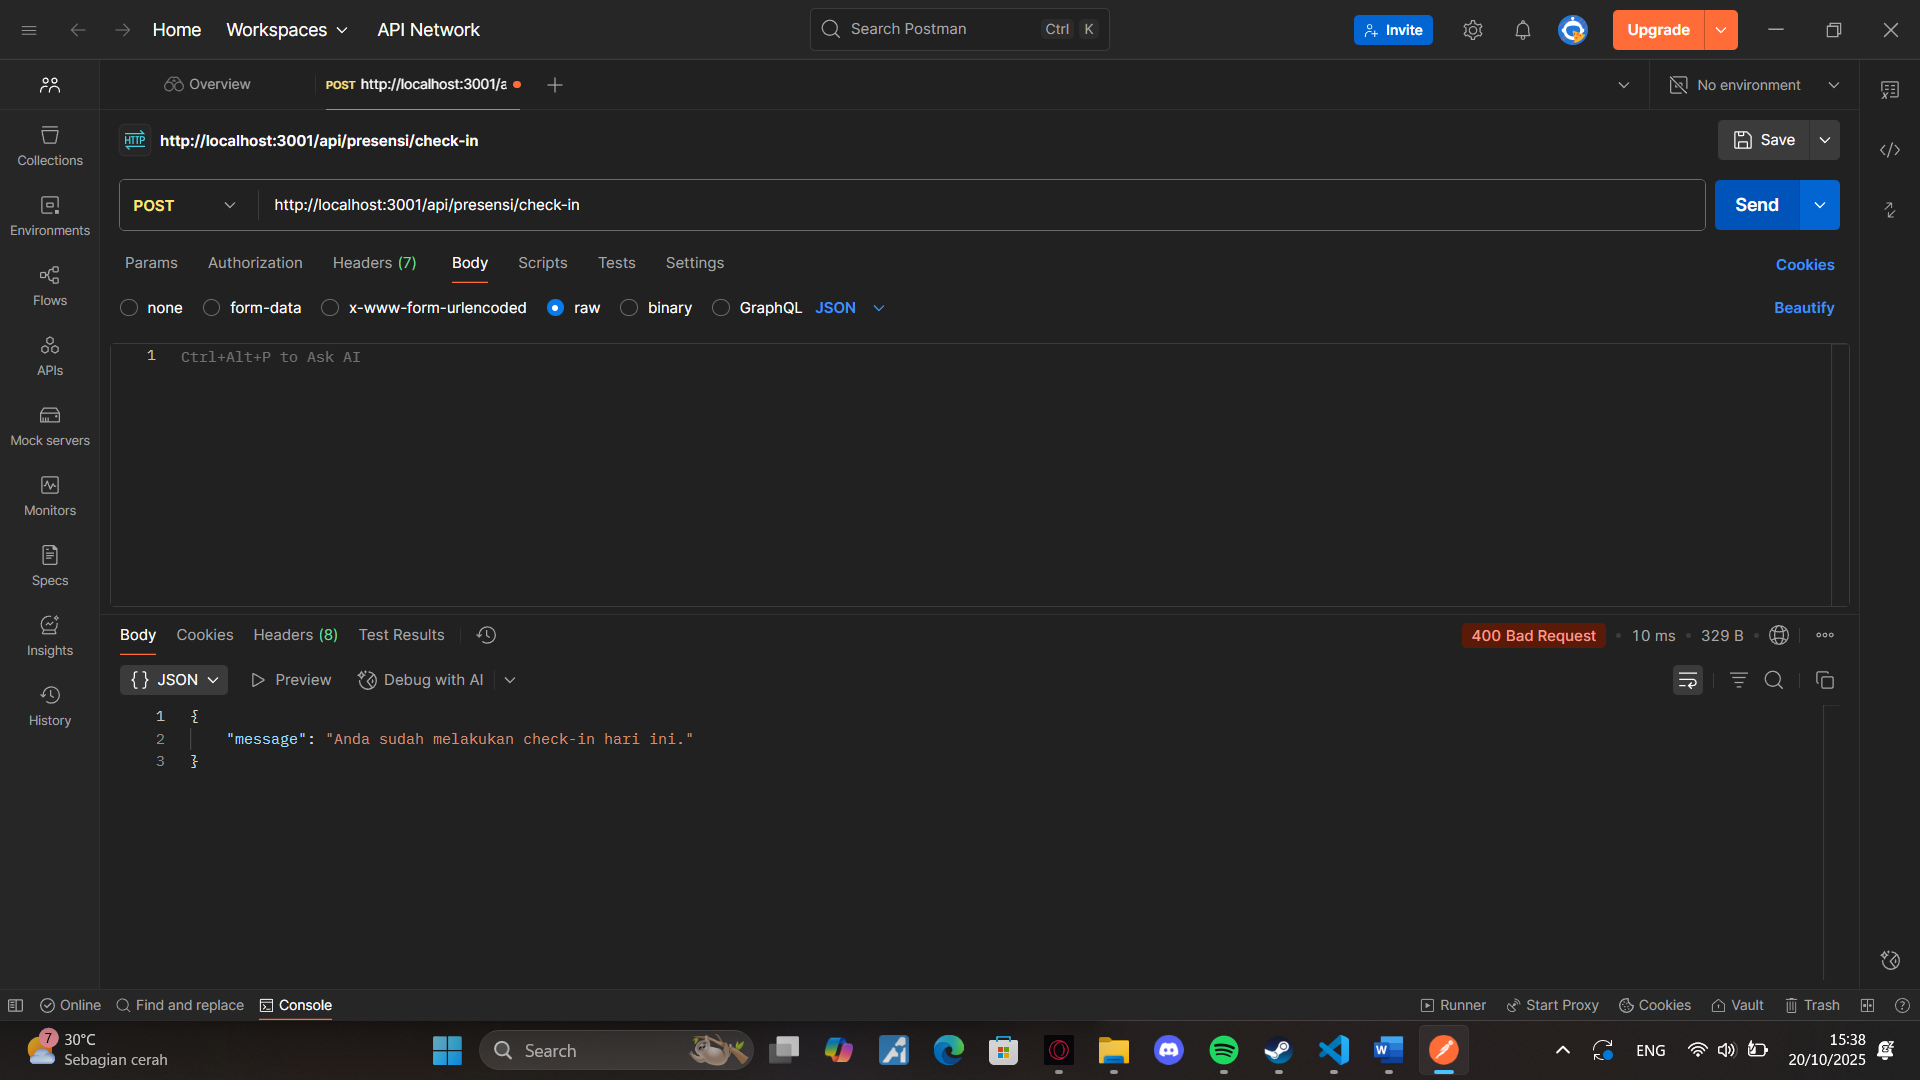 Home Workspaces API Network Search Postman Ctrl K Invite Upgrade
Overview POST http://localhost:3001/a No environment
HTTP http://localhost:3001/api/presensi/check-in Save
POST http://localhost:3001/api/presensi/check-in Send
Params Authorization Headers (7) Body Scripts Tests Settings Cookies
none form-data x-www-form-urlencoded raw binary GraphQL JSON Beautify
1 Ctrl+Alt+P to Ask AI
Collections
Environments
Flows
APIs
Mock servers
Monitors
Specs
Insights
History
Body Cookies Headers (8) Test Results 400 Bad Request • 10 ms • 329 B •
{} JSON Preview Debug with AI
1 {
2 "message": "Anda sudah melakukan check-in hari ini."
3 }
Online Find and replace Console Runner Start Proxy Cookies Vault Trash
7 30°C
Sebagian cerah
Search
ENG
15:38
20/10/2025